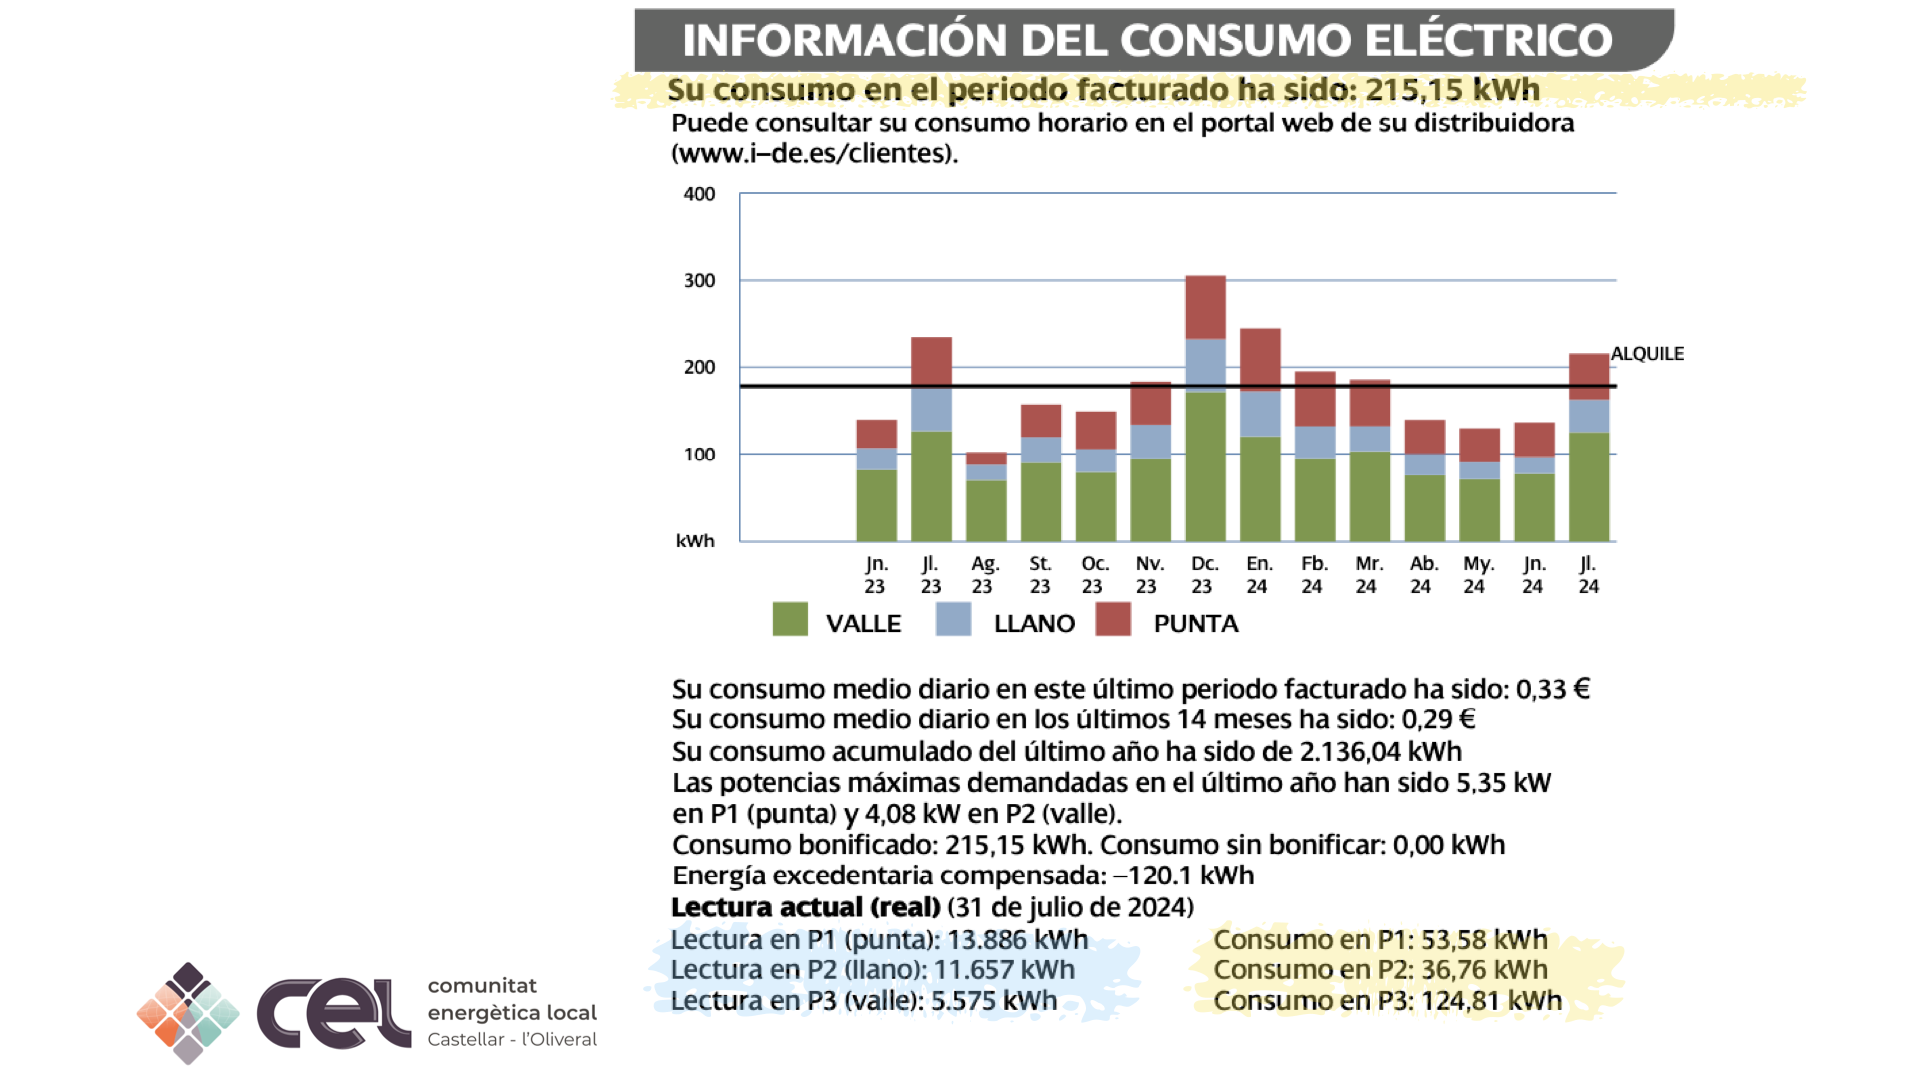 INFORMACIÓN DEL CONSUMO ELÉCTRICO
Su consumo en el periodo facturado ha sido: 215,15 kWh
Puede consultar su consumo horario en el portal web de su distribuidora
(www.i–de.es/clientes).
400
300
200
100
kWh
ALQUILE
Jn. Jl. Ag. St. Oc. Nv. Dc. En. Fb. Mr. Ab. My. Jn. Jl.
23 23 23 23 23 23 23 24 24 24 24 24 24 24
VALLE LLANO PUNTA
Su consumo medio diario en este último periodo facturado ha sido: 0,33 €
Su consumo medio diario en los últimos 14 meses ha sido: 0,29 €
Su consumo acumulado del último año ha sido de 2.136,04 kWh
Las potencias máximas demandadas en el último año han sido 5,35 kW
en P1 (punta) y 4,08 kW en P2 (valle).
Consumo bonificado: 215,15 kWh. Consumo sin bonificar: 0,00 kWh
Energía excedentaria compensada: –120.1 kWh
Lectura actual (real) (31 de julio de 2024)
Lectura en P1 (punta): 13.886 kWh Consumo en P1: 53,58 kWh
Lectura en P2 (llano): 11.657 kWh Consumo en P2: 36,76 kWh
Lectura en P3 (valle): 5.575 kWh Consumo en P3: 124,81 kWh
cel
comunitat
energètica local
Castellar - l'Oliveral